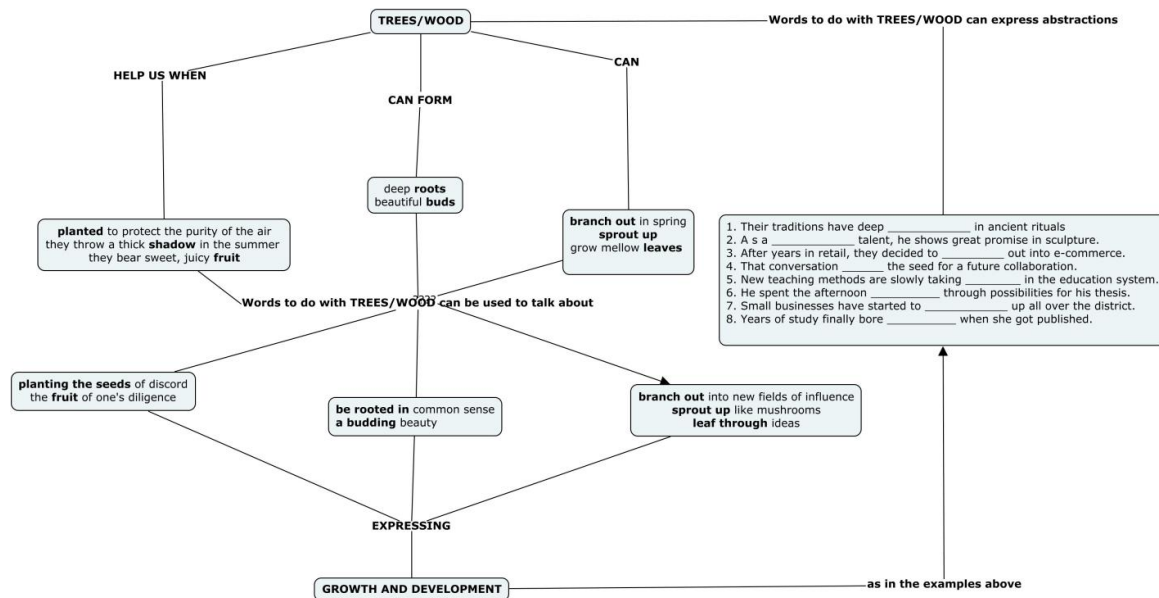 TREES/WOOD
Words to do with TREES/WOOD can express abstractions
HELP US WHEN
CAN FORM
CAN
deep roots
beautiful buds
planted to protect the purity of the air
they throw a thick shadow in the summer
they bear sweet, juicy fruit
branch out in spring
sprout up
grow mellow leaves
1. Their traditions have deep ______________ in ancient rituals
2. A s a ______________ talent, he shows great promise in sculpture.
3. After years in retail, they decided to __________ out into e-commerce.
4. That conversation _______ the seed for a future collaboration.
5. New teaching methods are slowly taking _________ in the education system.
6. He spent the afternoon ____________ through possibilities for his thesis.
7. Small businesses have started to ______________ up all over the district.
8. Years of study finally bore ____________ when she got published.
????
Words to do with TREES/WOOD can be used to talk about
planting the seeds of discord
the fruit of one's diligence
be rooted in common sense
a budding beauty
branch out into new fields of influence
sprout up like mushrooms
leaf through ideas
EXPRESSING
GROWTH AND DEVELOPMENT
as in the examples above